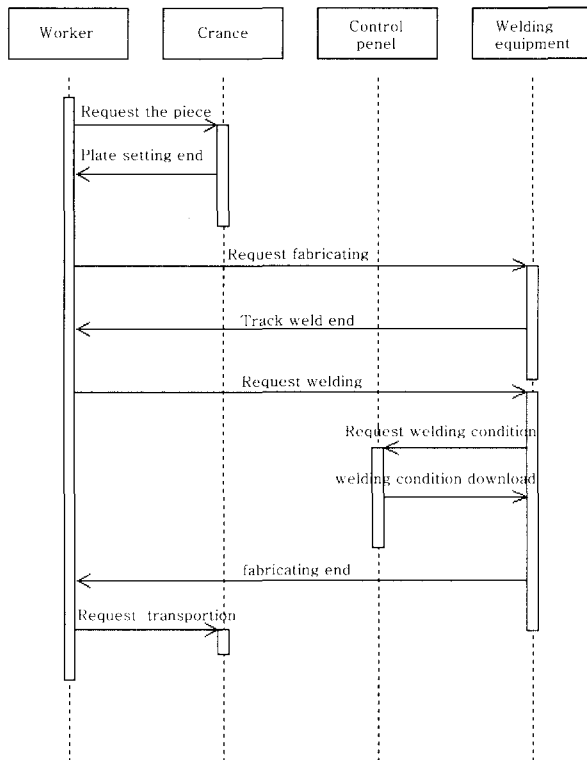 Worker
Crance
Control
penel
Welding
equipment
Request the piece
Plate setting end
Request fabricating
Track weld end
Request welding
Request welding condition
welding condition download
fabricating end
Request transportion